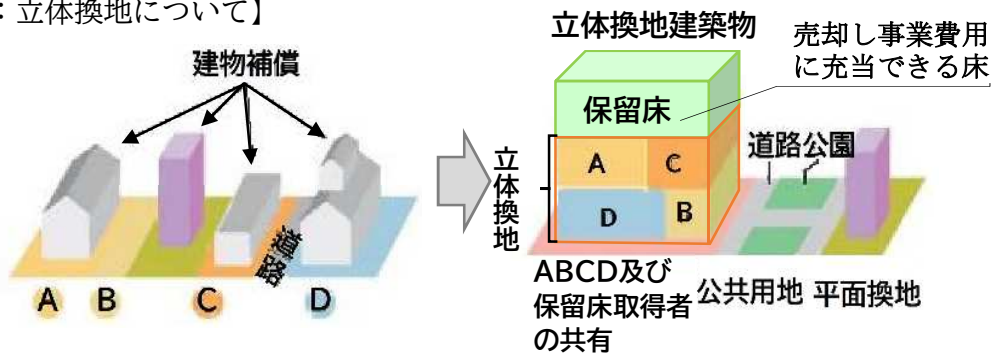 ：立体換地について】
建物補償
A B C D
道路
立体換地
立体換地建築物
売却し事業費用
に充当できる床
保留床
A C
D B
道路公園
ABCD及び
保留床取得者
の共有
公共用地 平面換地